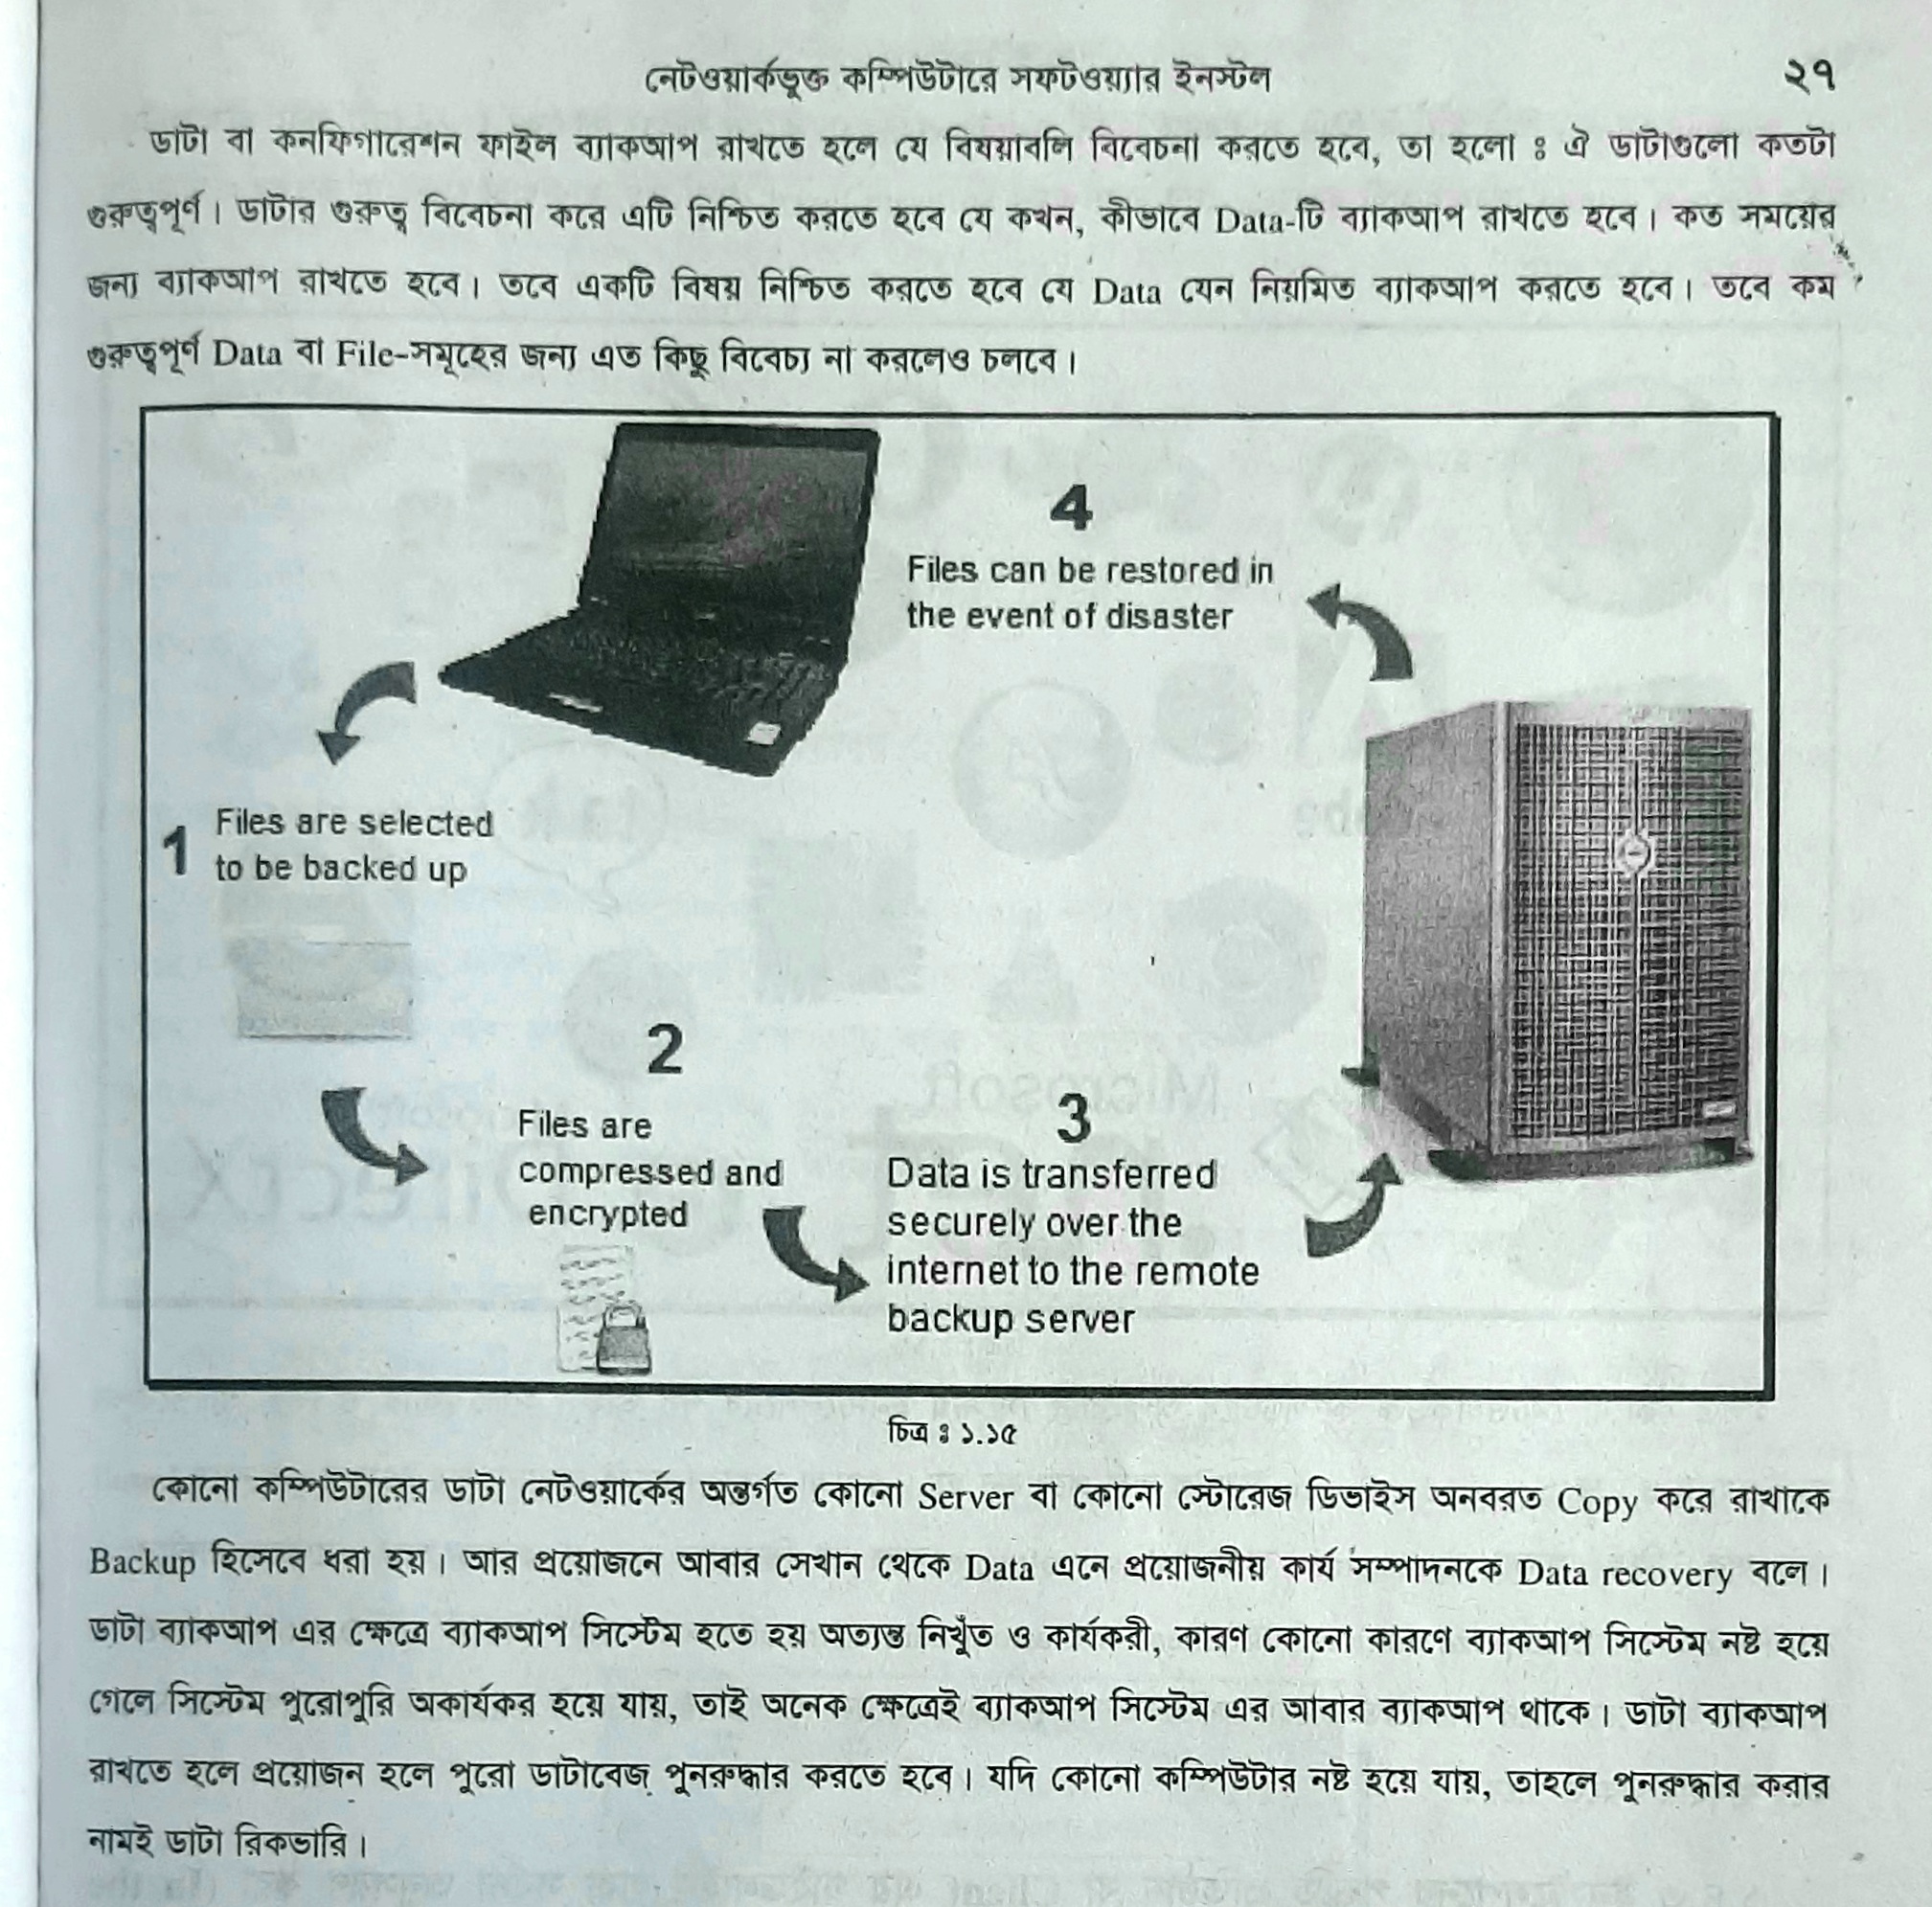 নেটওয়ার্কভুক্ত কম্পিউটারে সফটওয়্যার ইনস্টল
২৭
ডাটা বা কনফিগারেশন ফাইল ব্যাকআপ রাখতে হলে যে বিষয়াবলি বিবেচনা করতে হবে, তা হলো ঃ ঐ ডাটাগুলো কতটা
গুরুত্বপূর্ণ। ডাটার গুরুত্ব বিবেচনা করে এটি নিশ্চিত করতে হবে যে কখন, কীভাবে Data-টি ব্যাকআপ রাখতে হবে। কত সময়ের
জন্য ব্যাকআপ রাখতে হবে। তবে একটি বিষয় নিশ্চিত করতে হবে যে Data যেন নিয়মিত ব্যাকআপ করতে হবে। তবে কম
গুরুত্বপূর্ণ Data বা File-সমূহের জন্য এত কিছু বিবেচ্য না করলেও চলবে।
4
Files can be restored in
the event of disaster
1
Files are selected
to be backed up
2
Files are
compressed and
encrypted
3
Data is transferred
securely over the
internet to the remote
backup server
চিত্র ঃ ১.১৫
কোনো কম্পিউটারের ডাটা নেটওয়ার্কের অন্তর্গত কোনো Server বা কোনো স্টোরেজ ডিভাইস অনবরত Copy করে রাখাকে
Backup হিসেবে ধরা হয়। আর প্রয়োজনে আবার সেখান থেকে Data এনে প্রয়োজনীয় কার্য সম্পাদনকে Data recovery বলে।
ডাটা ব্যাকআপ এর ক্ষেত্রে ব্যাকআপ সিস্টেম হতে হয় অত্যন্ত নিখুঁত ও কার্যকরী, কারণ কোনো কারণে ব্যাকআপ সিস্টেম নষ্ট হয়ে
গেলে সিস্টেম পুরোপুরি অকার্যকর হয়ে যায়, তাই অনেক ক্ষেত্রেই ব্যাকআপ সিস্টেম এর আবার ব্যাকআপ থাকে। ডাটা ব্যাকআপ
রাখতে হলে প্রয়োজন হলে পুরো ডাটাবেজ পুনরুদ্ধার করতে হবে। যদি কোনো কম্পিউটার নষ্ট হয়ে যায়, তাহলে পুনরুদ্ধার করার
নামই ডাটা রিকভারি।